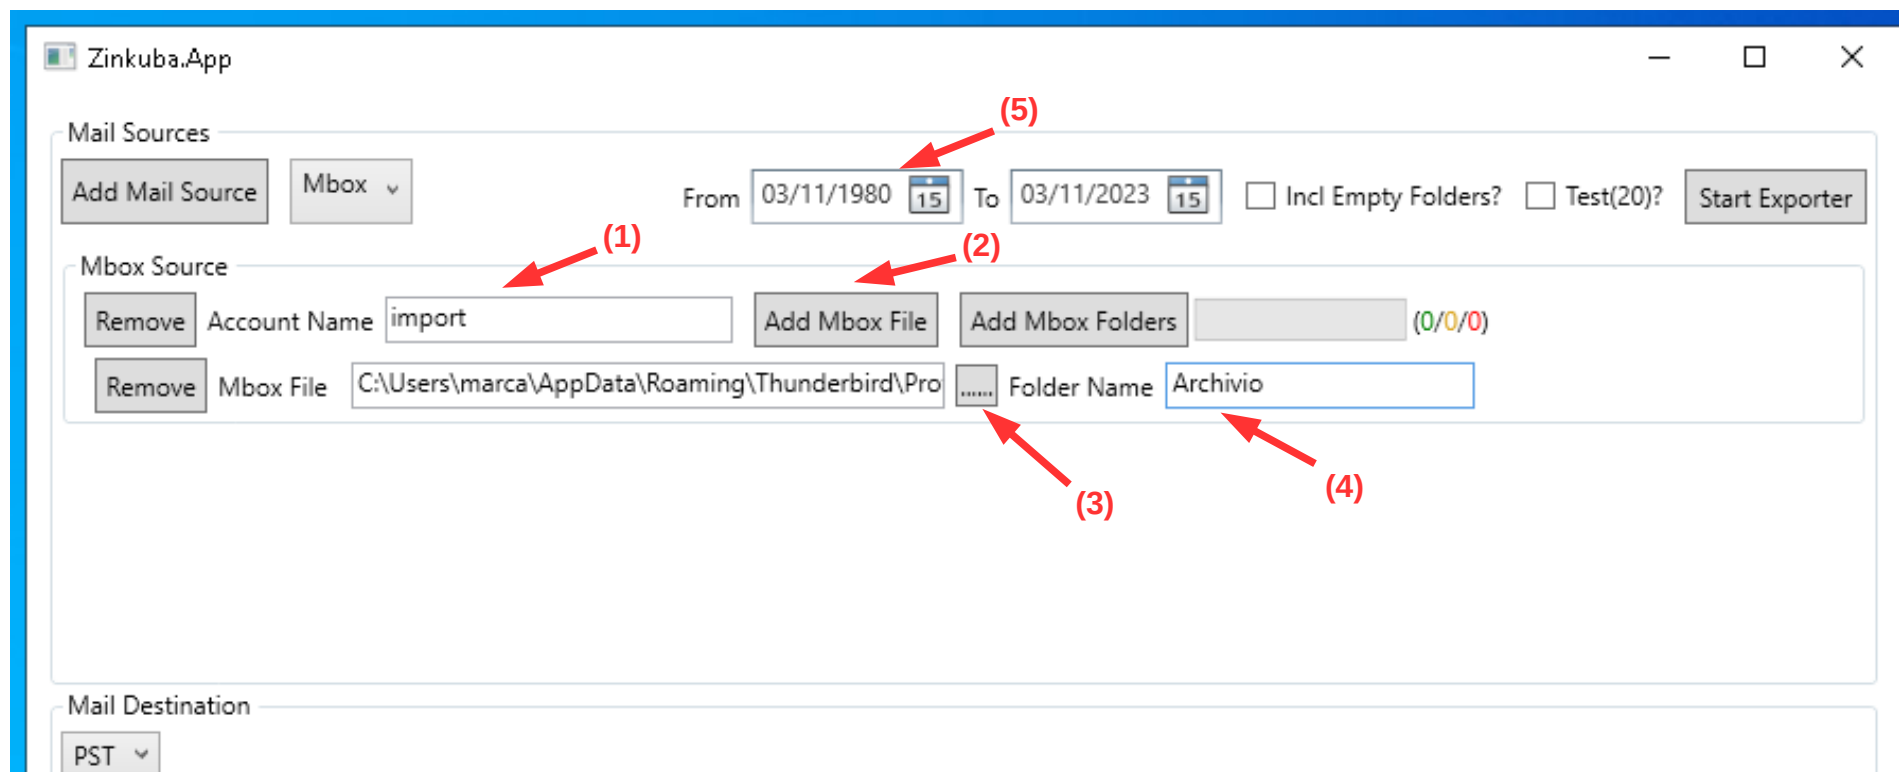 Zinkuba.App
(5)
Mail Sources
Add Mail Source Mbox From 03/11/1980 15 To 03/11/2023 15 Incl Empty Folders? Test(20)? Start Exporter
(1) (2)
Mbox Source
Remove Account Name import Add Mbox File Add Mbox Folders (0/0/0)
Remove Mbox File C:\Users\marca\AppData\Roaming\Thunderbird\Pro ...... Folder Name Archivio
(3) (4)
Mail Destination
PST